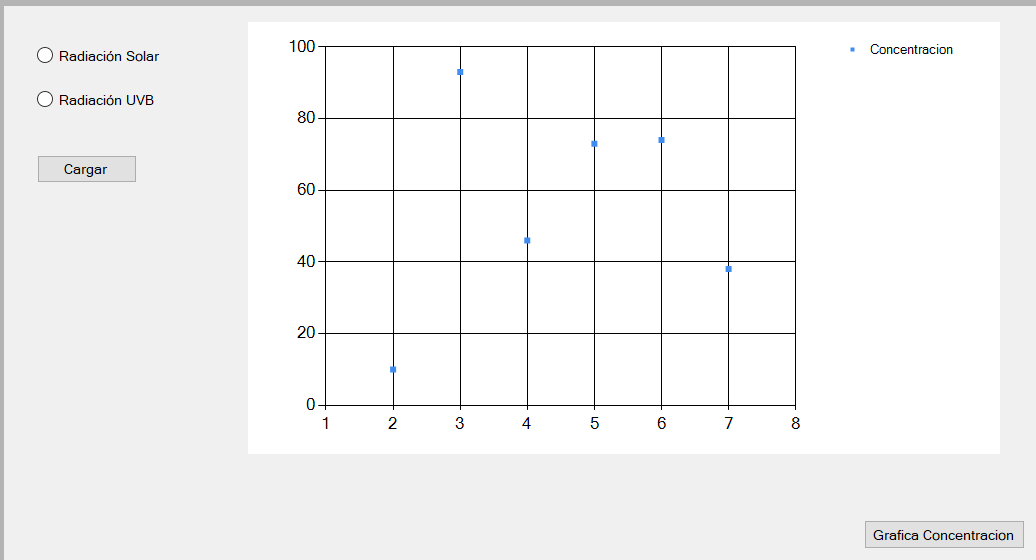 Radiación Solar
Radiación UVB
Cargar
100
80
60
40
20
0
1 2 3 4 5 6 7 8
Concentracion
Grafica Concentracion